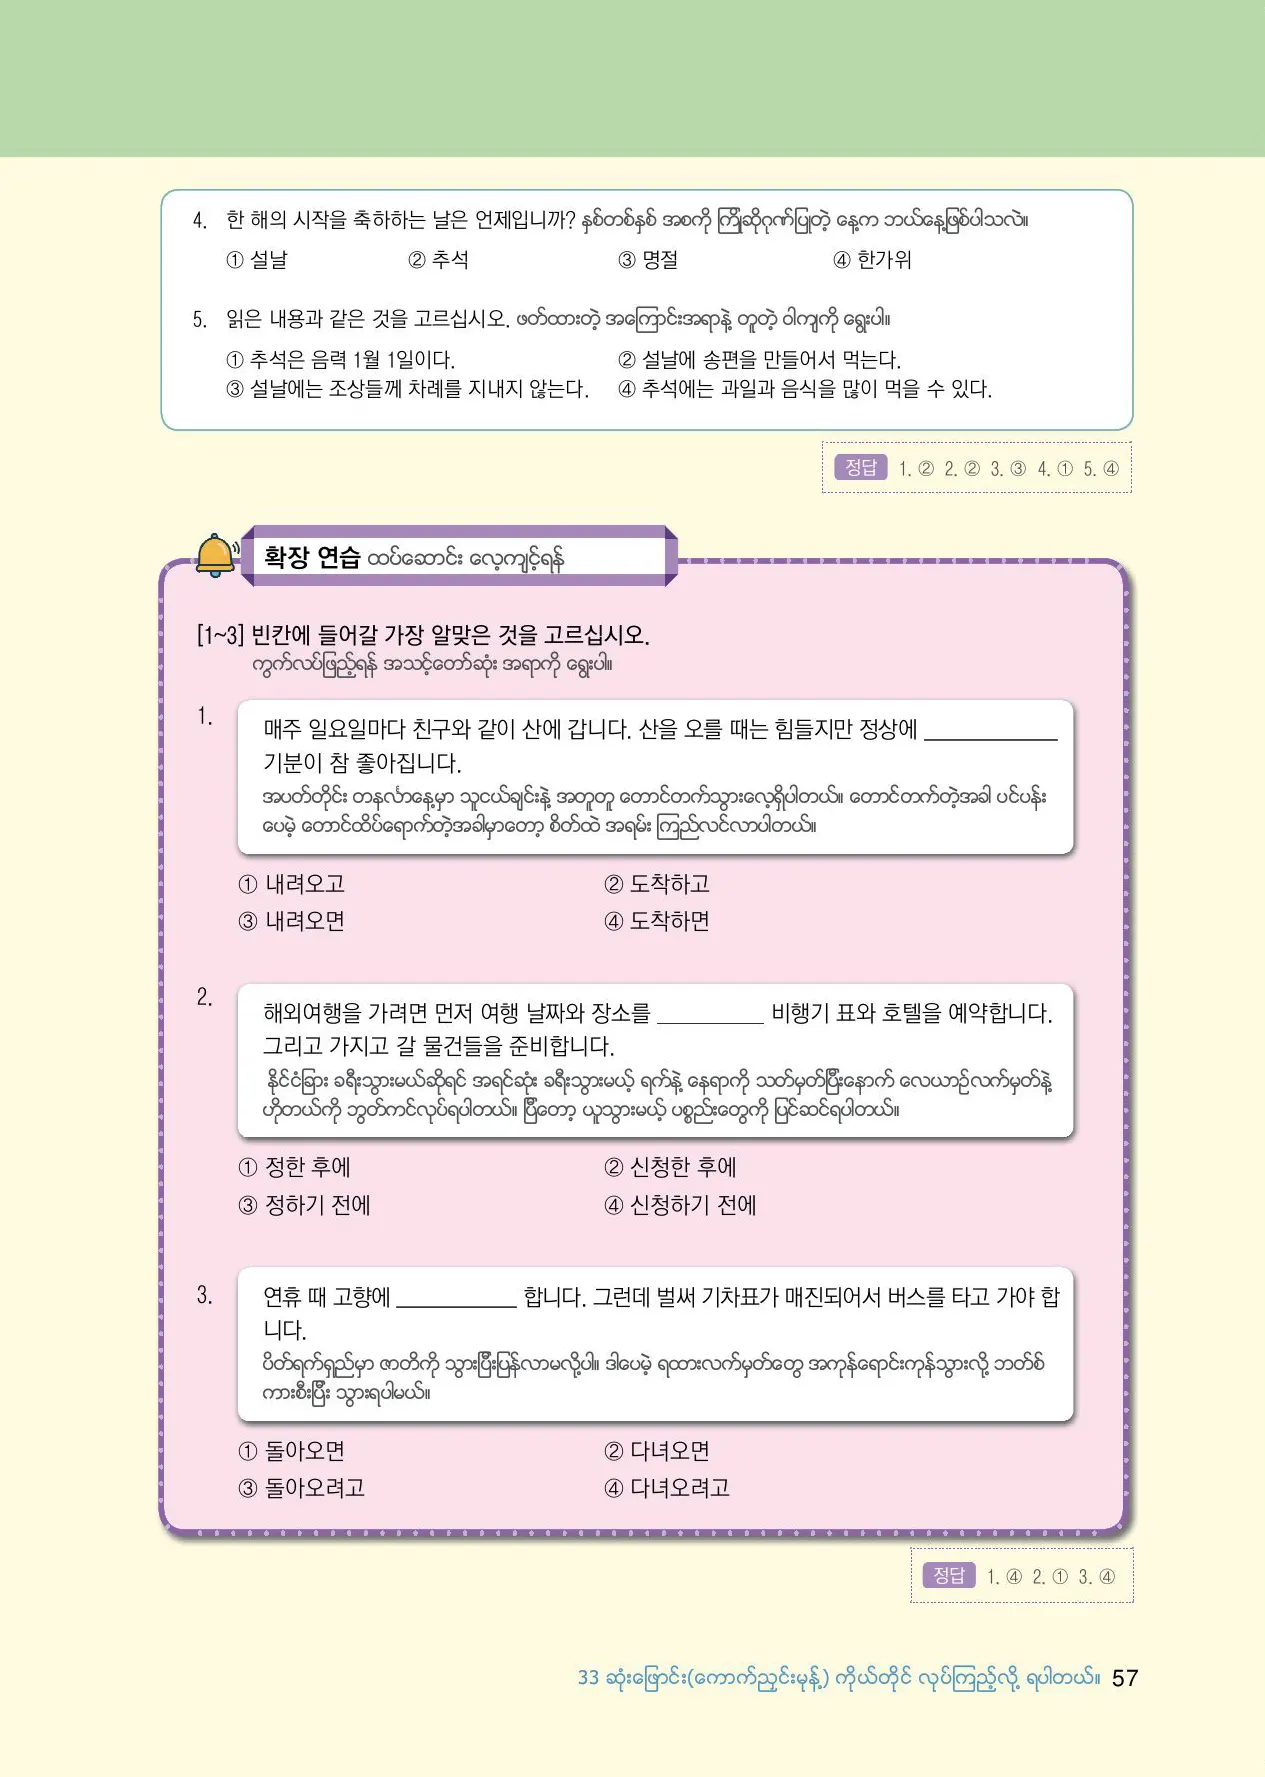 4. 한 해의 시작을 축하하는 날은 언제입니까? နှစ်တစ်နှစ် အစကို ကြိုဆိုဂုဏ်ပြုတဲ့ နေ့က ဘယ်နေ့ဖြစ်ပါသလဲ။
① 설날 ② 추석 ③ 명절 ④ 한가위
5. 읽은 내용과 같은 것을 고르십시오. ဖတ်ထားတဲ့ အကြောင်းအရာနဲ့ တူတဲ့ ဝါကျကို ရွေးပါ။
① 추석은 음력 1월 1일이다. ② 설날에 송편을 만들어서 먹는다.
③ 설날에는 조상들께 차례를 지내지 않는다. ④ 추석에는 과일과 음식을 많이 먹을 수 있다.
정답 1. ② 2. ② 3. ③ 4. ① 5. ④
확장 연습 ထပ်ဆောင်း လေ့ကျင့်ရန်
[1~3] 빈칸에 들어갈 가장 알맞은 것을 고르십시오.
ကွက်လပ်ဖြည့်ရန် အသင့်တော်ဆုံး အရာကို ရွေးပါ။
1. 매주 일요일마다 친구와 같이 산에 갑니다. 산을 오를 때는 힘들지만 정상에 ____________
기분이 참 좋아집니다.
အပတ်တိုင်း တနင်္လာနေ့မှာ သူငယ်ချင်းနဲ့ အတူတူ တောင်တက်သွားလေ့ရှိပါတယ်။ တောင်တက်တဲ့အခါ ပင်ပန်း
ပေမဲ့ တောင်ထိပ်ရောက်တဲ့အခါမှာတော့ စိတ်ထဲ အရမ်း ကြည်လင်လာပါတယ်။
① 내려오고 ② 도착하고
③ 내려오면 ④ 도착하면
2. 해외여행을 가려면 먼저 여행 날짜와 장소를 __________ 비행기 표와 호텔을 예약합니다.
그리고 가지고 갈 물건들을 준비합니다.
နိုင်ငံခြား ခရီးသွားမယ်ဆိုရင် အရင်ဆုံး ခရီးသွားမယ့် ရက်နဲ့ နေရာကို သတ်မှတ်ပြီးနောက် လေယာဉ်လက်မှတ်နဲ့
ဟိုတယ်ကို ဘွတ်ကင်လုပ်ရပါတယ်။ ပြီးတော့ ယူသွားမယ့် ပစ္စည်းတွေကို ပြင်ဆင်ရပါတယ်။
① 정한 후에 ② 신청한 후에
③ 정하기 전에 ④ 신청하기 전에
3. 연휴 때 고향에 ___________ 합니다. 그런데 벌써 기차표가 매진되어서 버스를 타고 가야 합
니다.
ပိတ်ရက်ရှည်မှာ ဇာတိကို သွားပြီးပြန်လာမလို့ပါ။ ဒါပေမဲ့ ရထားလက်မှတ်တွေ အကုန်ရောင်းကုန်သွားလို့ ဘတ်စ်
ကားစီးပြီး သွားရပါမယ်။
① 돌아오면 ② 다녀오면
③ 돌아오려고 ④ 다녀오려고
정답 1. ④ 2. ① 3. ④
33 ဆုံးဖြောင်း(ကောက်ညှင်းမုန့်) ကိုယ်တိုင် လုပ်ကြည့်လို့ ရပါတယ်။ 57